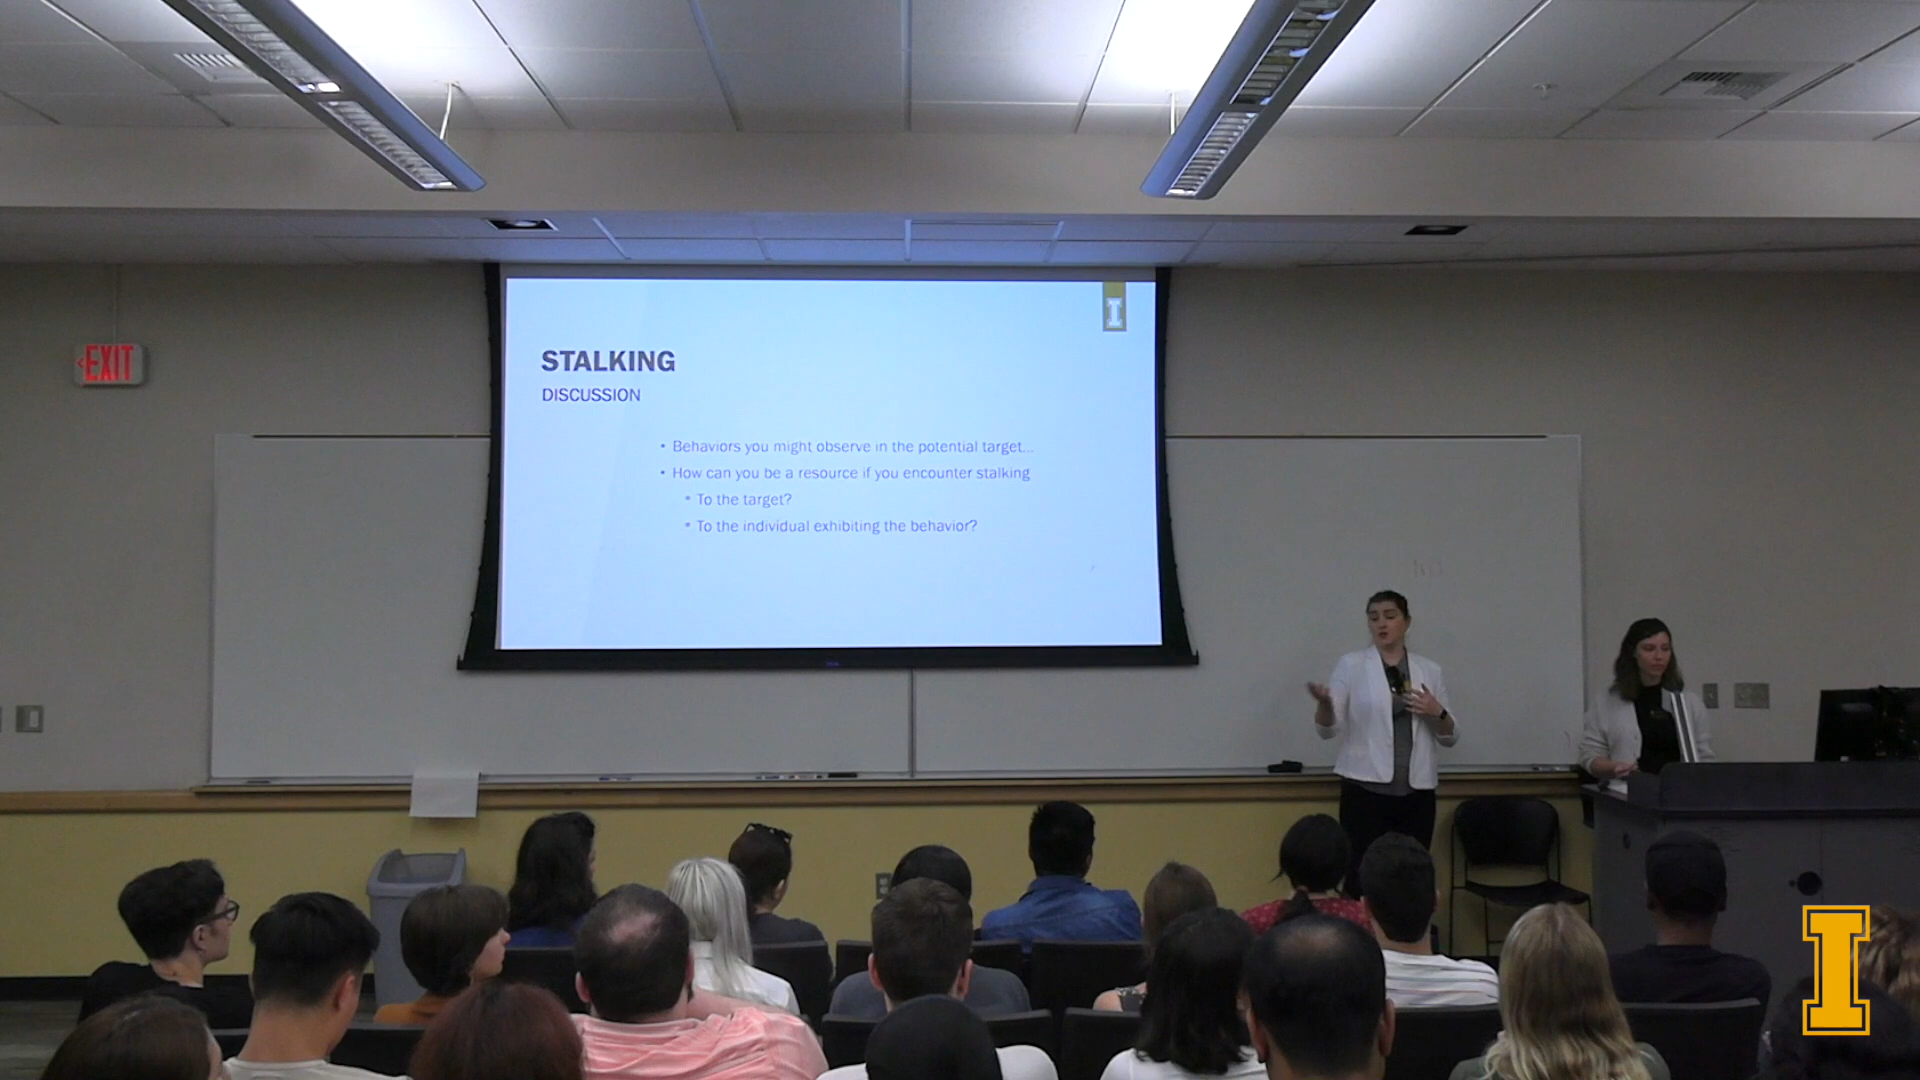 EXIT
I
STALKING
DISCUSSION
• Behaviors you might observe in the potential target...
• How can you be a resource if you encounter stalking
• To the target?
• To the individual exhibiting the behavior?
I